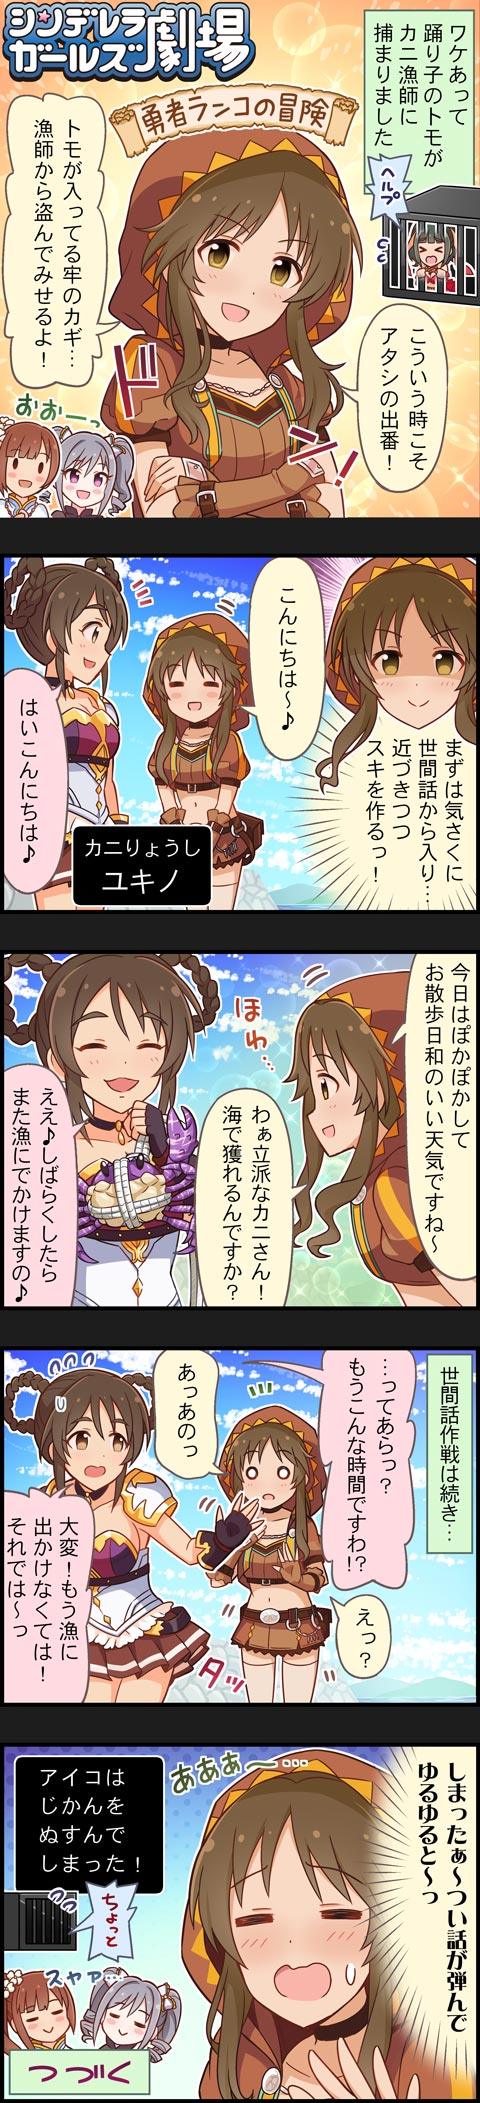 シンデレラ
ガールズ劇場
ワケあって
踊り子のトモが
カニ漁師に
捕まりました
勇者ランコの冒険
ヘルプ
トモが入ってる牢のカギ…
漁師から盗んでみせるよ！
こういう時こそ
アタシの出番！
ドン！
おおーっ
まずは気さくに
世間話から入り…
近づきつつ
スキを作るっ！
こんにちは～♪
はいこんにちは♪
カニりょうし
ユキノ
今日はぽかぽかして
お散歩日和のいい天気ですね～
ほわ…
わぁ立派なカニさん！
海で獲れるんですか？
ええ♪しばらくしたら
また漁にでかけますの♪
世間話作戦は続き…
…ってあらっ？
もうこんな時間ですわ!?
えっ？
あっあのっ
大変！もう漁に
出かけなくては！
それでは～っ
タッ
しまったぁ～つい話が弾んで
ゆるゆると～っ
あああ～…
アイコは
じかんを
ぬすんで
しまった！
ちょっと
スヤァ…
つづく